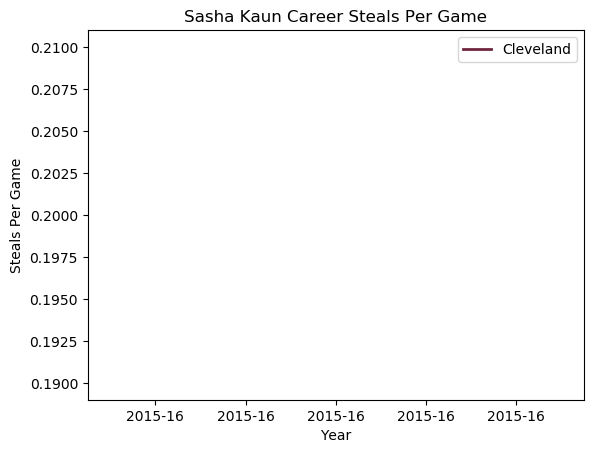 Sasha Kaun Career Steals Per Game
Cleveland
0.2100
0.2075
0.2050
0.2025
0.2000
0.1975
0.1950
0.1925
0.1900
Steals Per Game
2015-16 2015-16 2015-16 2015-16 2015-16
Year